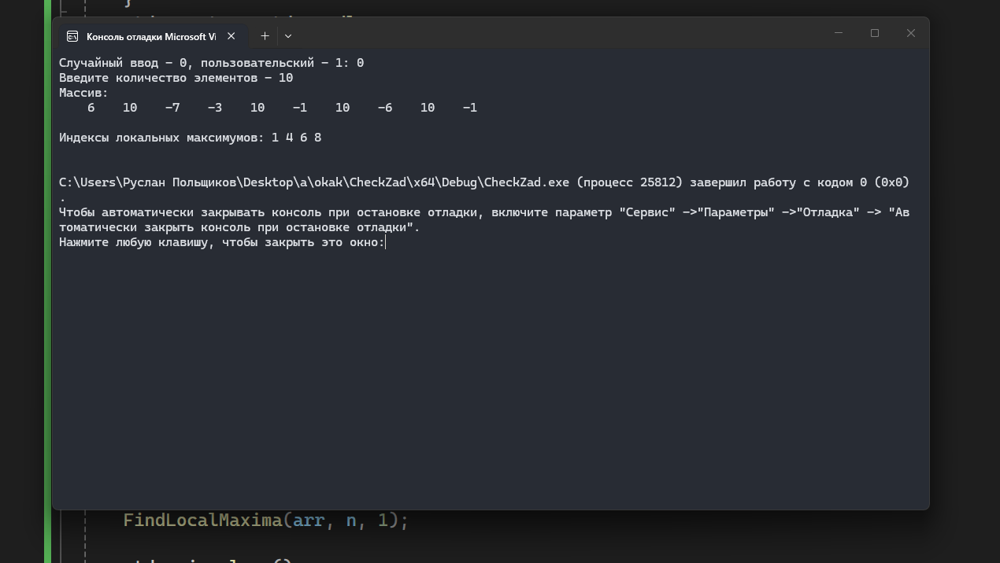 }
Консоль отладки Microsoft Vi
Случайный ввод - 0, пользовательский - 1: 0
Введите количество элементов - 10
Массив:
6 10 -7 -3 10 -1 10 -6 10 -1
Индексы локальных максимумов: 1 4 6 8
C:\Users\Руслан Польщиков\Desktop\a\okak\CheckZad\x64\Debug\CheckZad.exe (процесс 25812) завершил работу с кодом 0 (0x0)
.
Чтобы автоматически закрывать консоль при остановке отладки, включите параметр "Сервис" ->"Параметры" ->"Отладка" -> "Ав
томатически закрыть консоль при остановке отладки".
Нажмите любую клавишу, чтобы закрыть это окно:
FindLocalMaxima(arr, n, 1);